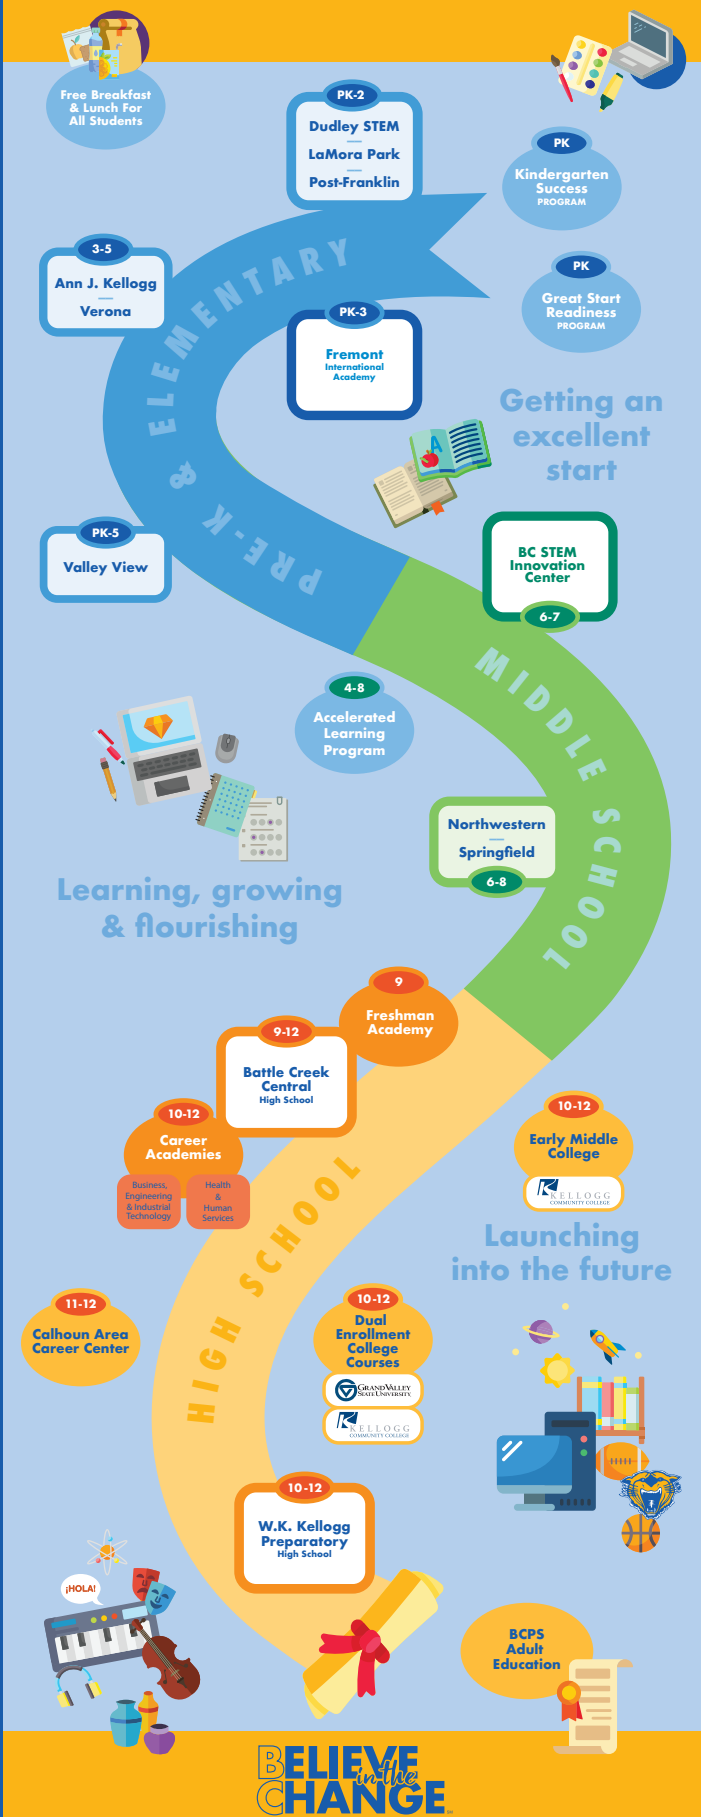 Free Breakfast
& Lunch For
All Students
PK-2
Dudley STEM
LaMora Park
Post-Franklin
PK
Kindergarten
Success
PROGRAM
3-5
Ann J. Kellogg
Verona
PK
Great Start
Readiness
PROGRAM
PK-3
Fremont
International
Academy
PRE-K & ELEMENTARY
Getting an
excellent
start
A
PK-5
Valley View
BC STEM
Innovation
Center
6-7
MIDDLE SCHOOL
4-8
Accelerated
Learning
Program
Northwestern
Springfield
6-8
Learning, growing
& flourishing
9
Freshman
Academy
9-12
Battle Creek
Central
High School
10-12
Career
Academies
Business,
Engineering
& Industrial
Technology
Health
&
Human
Services
10-12
Early Middle
College
KELLOGG
COMMUNITY COLLEGE
HIGH SCHOOL
Launching
into the future
11-12
Calhoun Area
Career Center
10-12
Dual
Enrollment
College
Courses
GRAND VALLEY
STATE UNIVERSITY
KELLOGG
COMMUNITY COLLEGE
10-12
W.K. Kellogg
Preparatory
High School
¡HOLA!
BCPS
Adult
Education
BELIEVE
in the
CHANGE